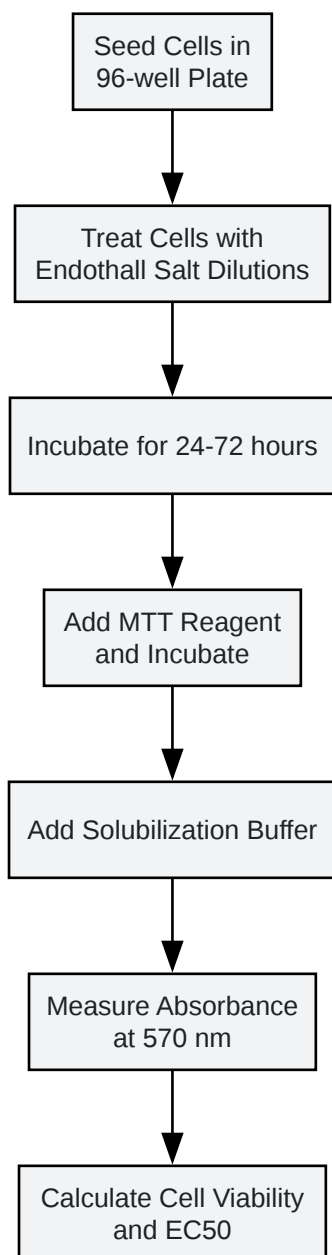 Seed Cells in
96-well Plate
Treat Cells with
Endothall Salt Dilutions
Incubate for 24-72 hours
Add MTT Reagent
and Incubate
Add Solubilization Buffer
Measure Absorbance
at 570 nm
Calculate Cell Viability
and EC50